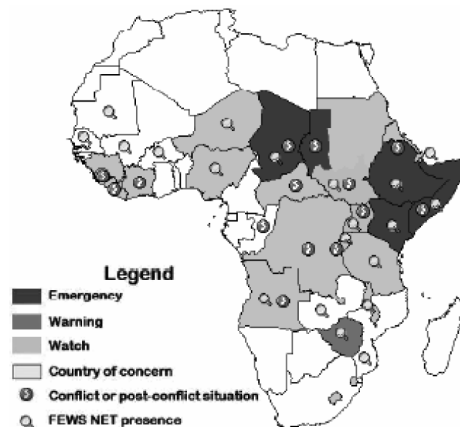 Legend
Emergency
Warning
Watch
Country of concern
Conflict or post-conflict situation
FEWS NET presence